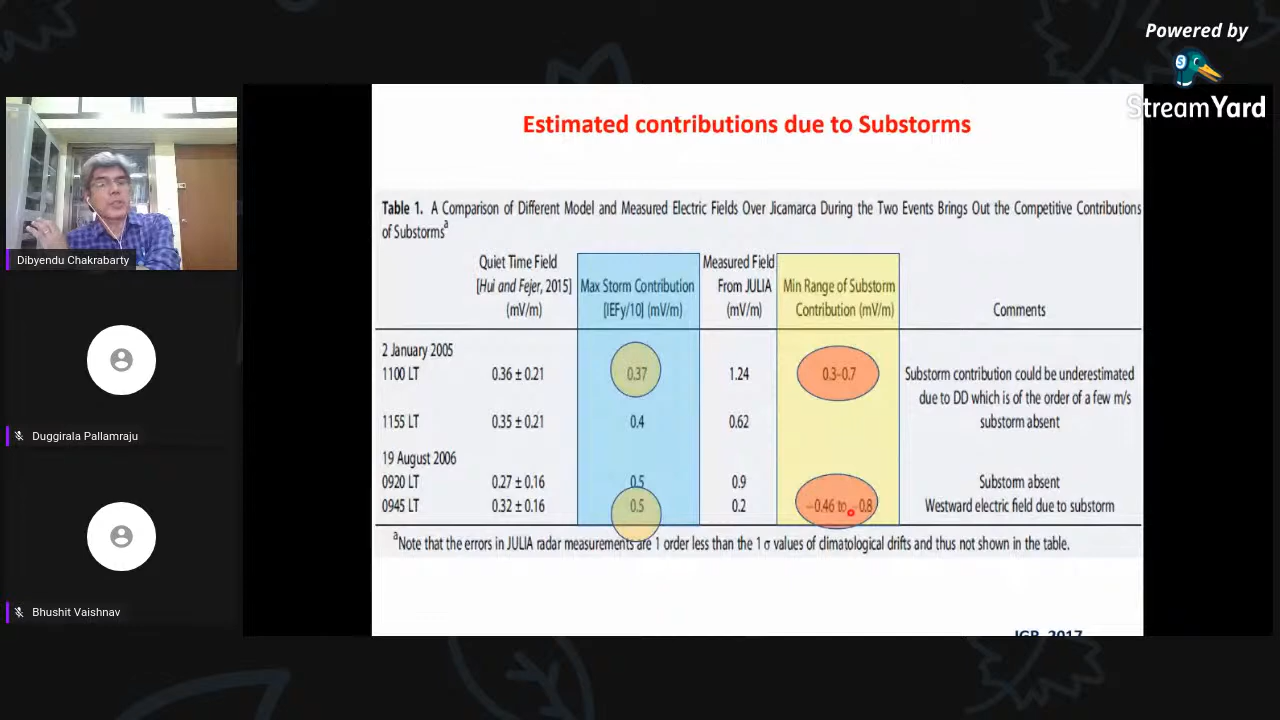 Powered by
StreamYard
Dibyendu Chakrabarty
Duggirala Pallamraju
Bhushit Vaishnav
Estimated contributions due to Substorms
Table 1. A Comparison of Different Model and Measured Electric Fields Over Jicamarca During the Two Events Brings Out the Competitive Contributions
of Substormsa
Quiet Time Field [Hui and Fejer, 2015] (mV/m)
Max Storm Contribution [IEFy/10] (mV/m)
Measured Field From JULIA (mV/m)
Min Range of Substorm Contribution (mV/m)
Comments
2 January 2005
1100 LT 0.36 ± 0.21 0.37 1.24 0.3–0.7 Substorm contribution could be underestimated
due to DD which is of the order of a few m/s
1155 LT 0.35 ± 0.21 0.4 0.62 substorm absent
19 August 2006
0920 LT 0.27 ± 0.16 0.5 0.9 Substorm absent
0945 LT 0.32 ± 0.16 0.5 0.2 −0.46 to −0.8 Westward electric field due to substorm
aNote that the errors in JULIA radar measurements are 1 order less than the 1 σ values of climatological drifts and thus not shown in the table.
JGR, 2017